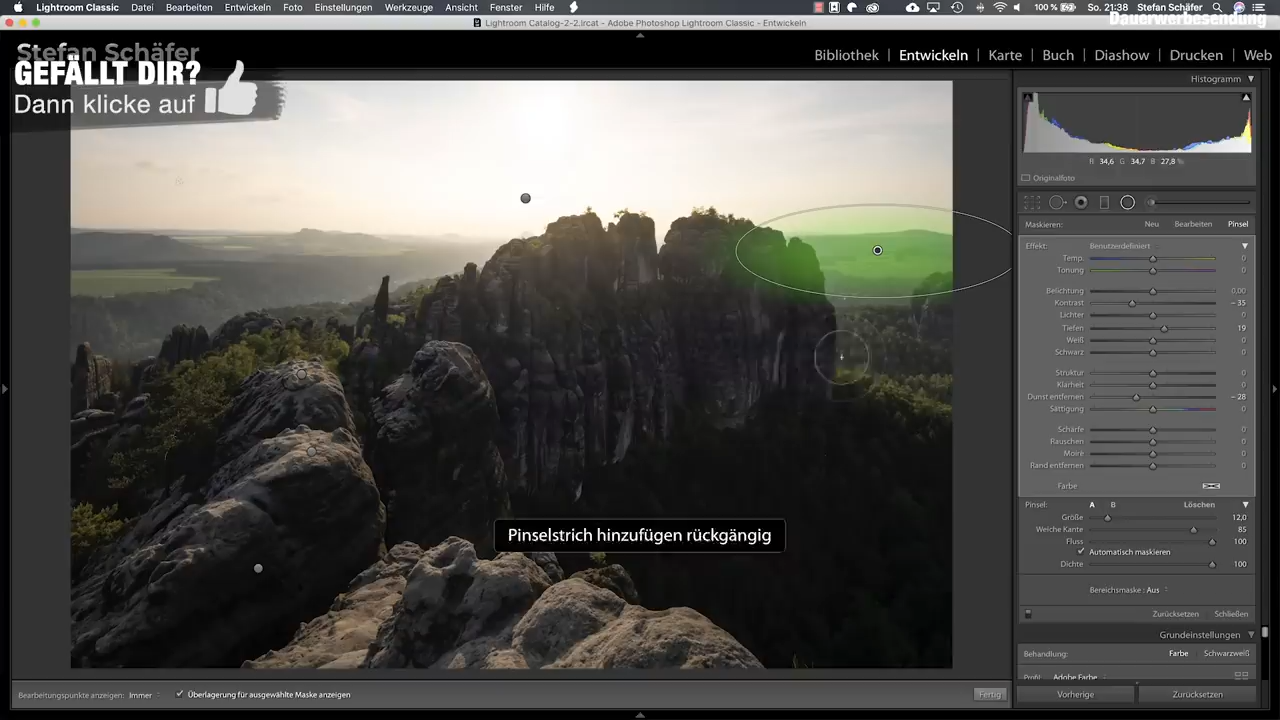 Lightroom Classic Datei Bearbeiten Entwickeln Foto Einstellungen Werkzeuge Ansicht Fenster Hilfe 100 % So. 21:38 Stefan Schäfer
Dauerwerbesendung
Lightroom Catalog-2-2.lrcat - Adobe Photoshop Lightroom Classic - Entwickeln
Stefan Schäfer
GEFÄLLT DIR?
Dann klicke auf
Bibliothek | Entwickeln | Karte | Buch | Diashow | Drucken | Web
Histogramm
R 34,6 G 34,7 B 27,8 %
Originalfoto
Maskieren: Neu Bearbeiten Pinsel
Effekt: Benutzerdefiniert
Temp. 0
Tonung 0
Belichtung 0,00
Kontrast – 35
Lichter 0
Tiefen 19
Weiß 0
Schwarz 0
Struktur 0
Klarheit 0
Dunst entfernen – 28
Sättigung 0
Schärfe 0
Rauschen 0
Moiré 0
Rand entfernen 0
Farbe
Pinsel: A B Löschen
Größe 12,0
Weiche Kante 85
Fluss 100
Automatisch maskieren
Dichte 100
Bereichsmaske : Aus
Zurücksetzen Schließen
Grundeinstellungen
Behandlung: Farbe Schwarzweiß
Profil: Adobe Farbe
Vorherige Zurücksetzen
Pinselstrich hinzufügen rückgängig
Bearbeitungspunkte anzeigen: Immer Überlagerung für ausgewählte Maske anzeigen Fertig